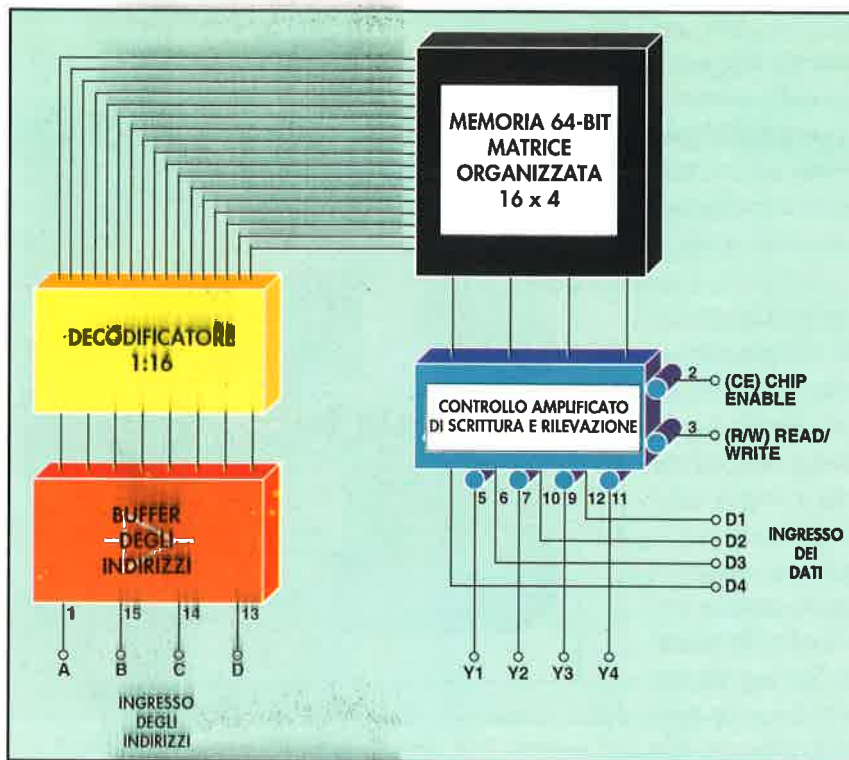 MEMORIA 64-BIT
MATRICE
ORGANIZZATA
16 x 4
DECODIFICATORE
1:16
CONTROLLO AMPLIFICATO
DI SCRITTURA E RILEVAZIONE
2
(CE) CHIP
ENABLE
3
(R/W) READ/
WRITE
BUFFER
DEGLI
INDIRIZZI
5 6 7 10 9 12 11
D1
D2
D3
D4
INGRESSO
DEI
DATI
1 15 14 13
A B C D
Y1 Y2 Y3 Y4
INGRESSO
DEGLI
INDIRIZZI